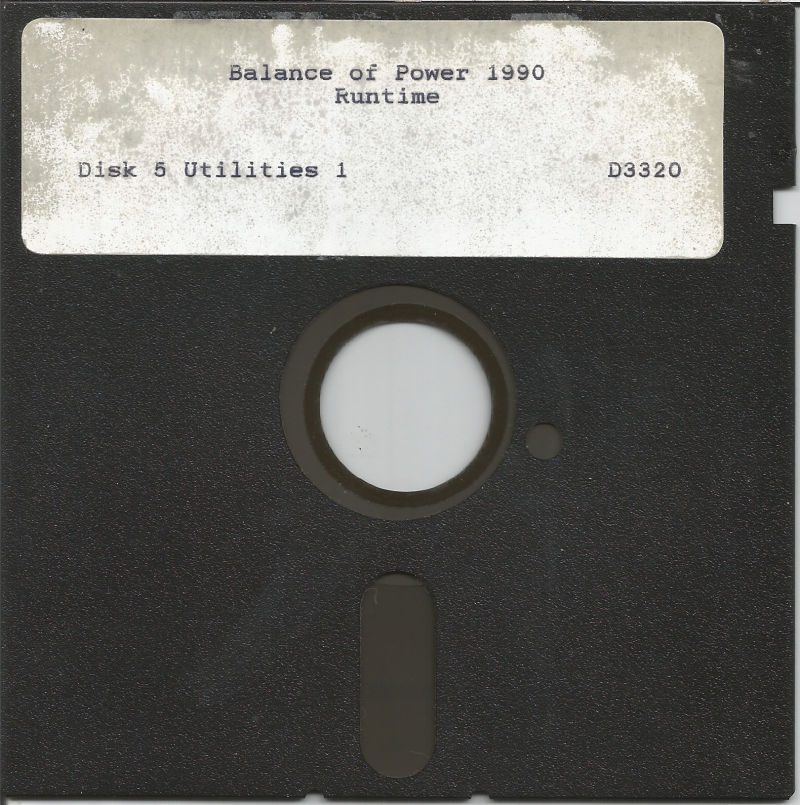 Balance of Power 1990
Runtime
Disk 5 Utilities 1 D3320